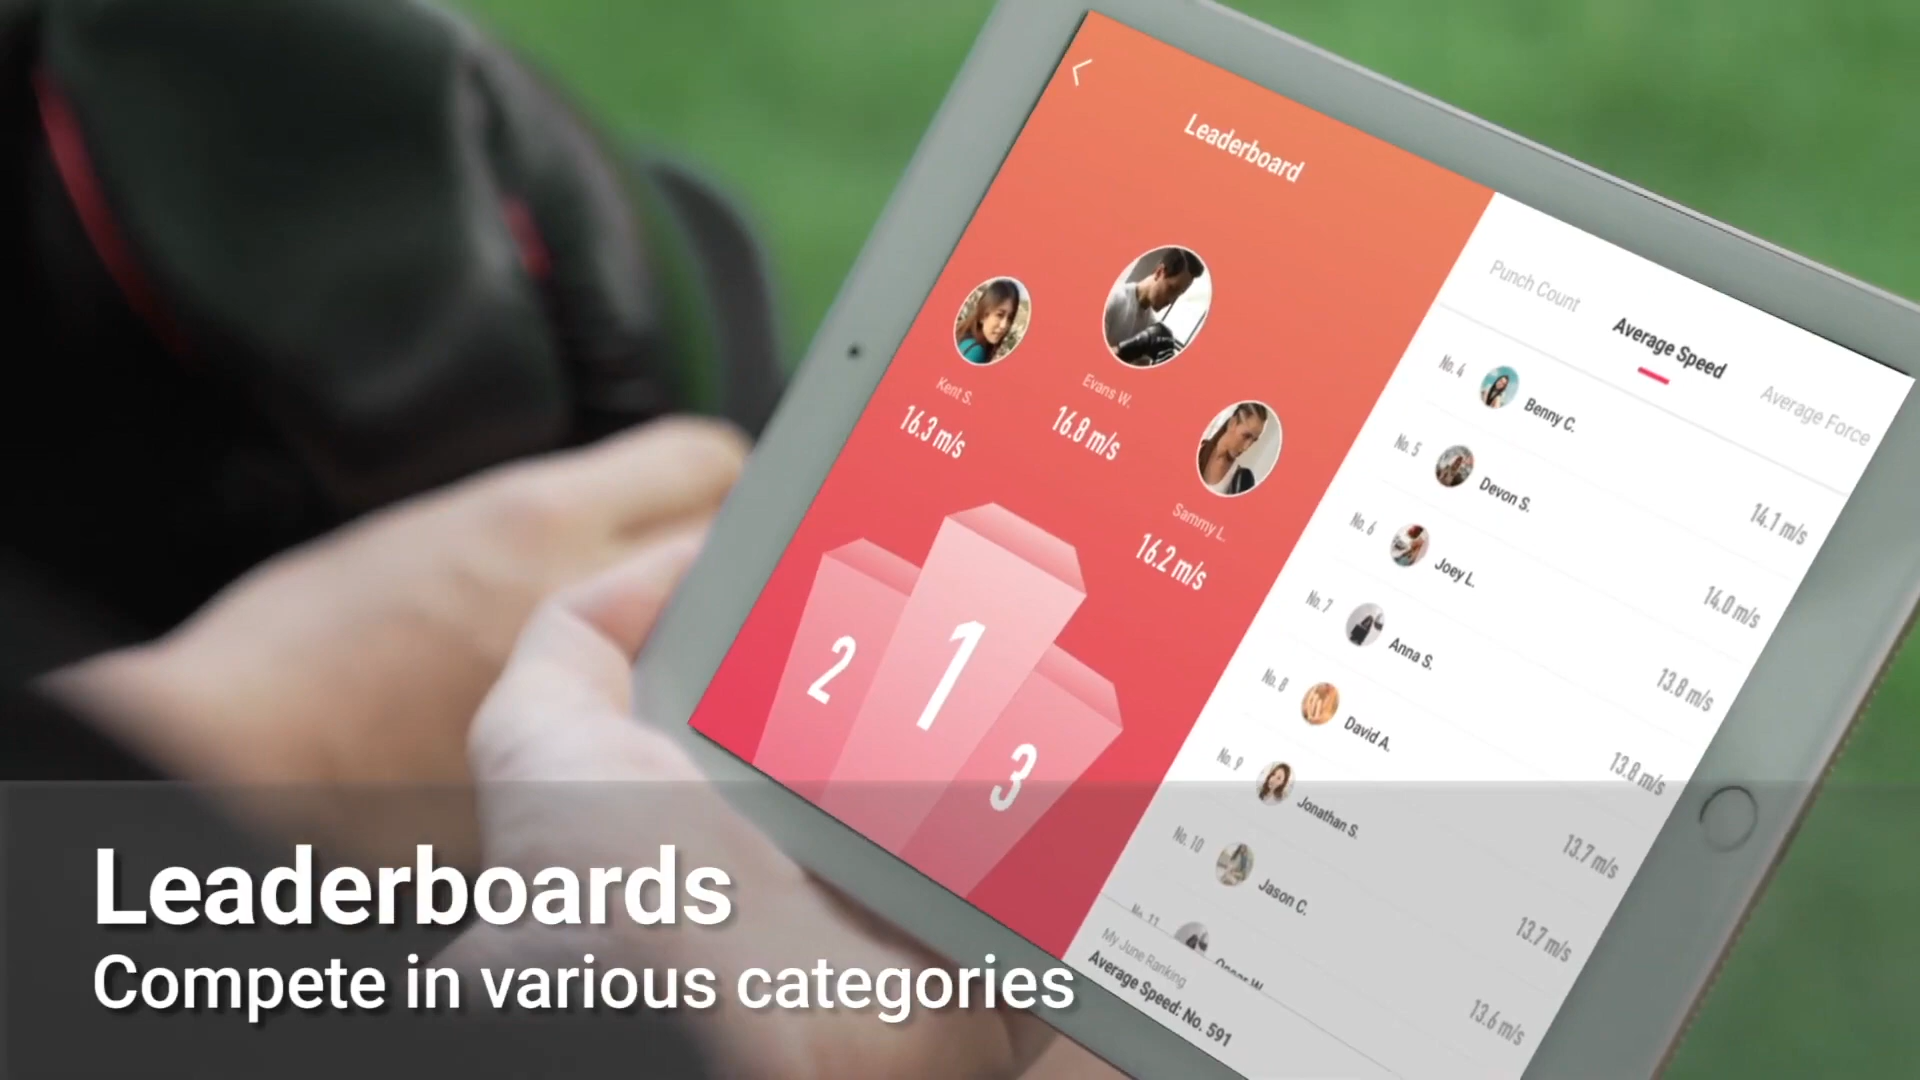 Leaderboard
Kent S.
16.3 m/s
Evans W.
16.8 m/s
Sammy L.
16.2 m/s
2
1
3
Punch Count
Average Speed
Average Force
No. 4 Benny C. 14.1 m/s
No. 5 Devon S. 14.0 m/s
No. 6 Joey L. 13.8 m/s
No. 7 Anna S. 13.8 m/s
No. 8 David A. 13.7 m/s
No. 9 Jonathan S. 13.7 m/s
No. 10 Jason C. 13.6 m/s
No. 11
My June Ranking
Average Speed: No. 591
Leaderboards
Compete in various categories